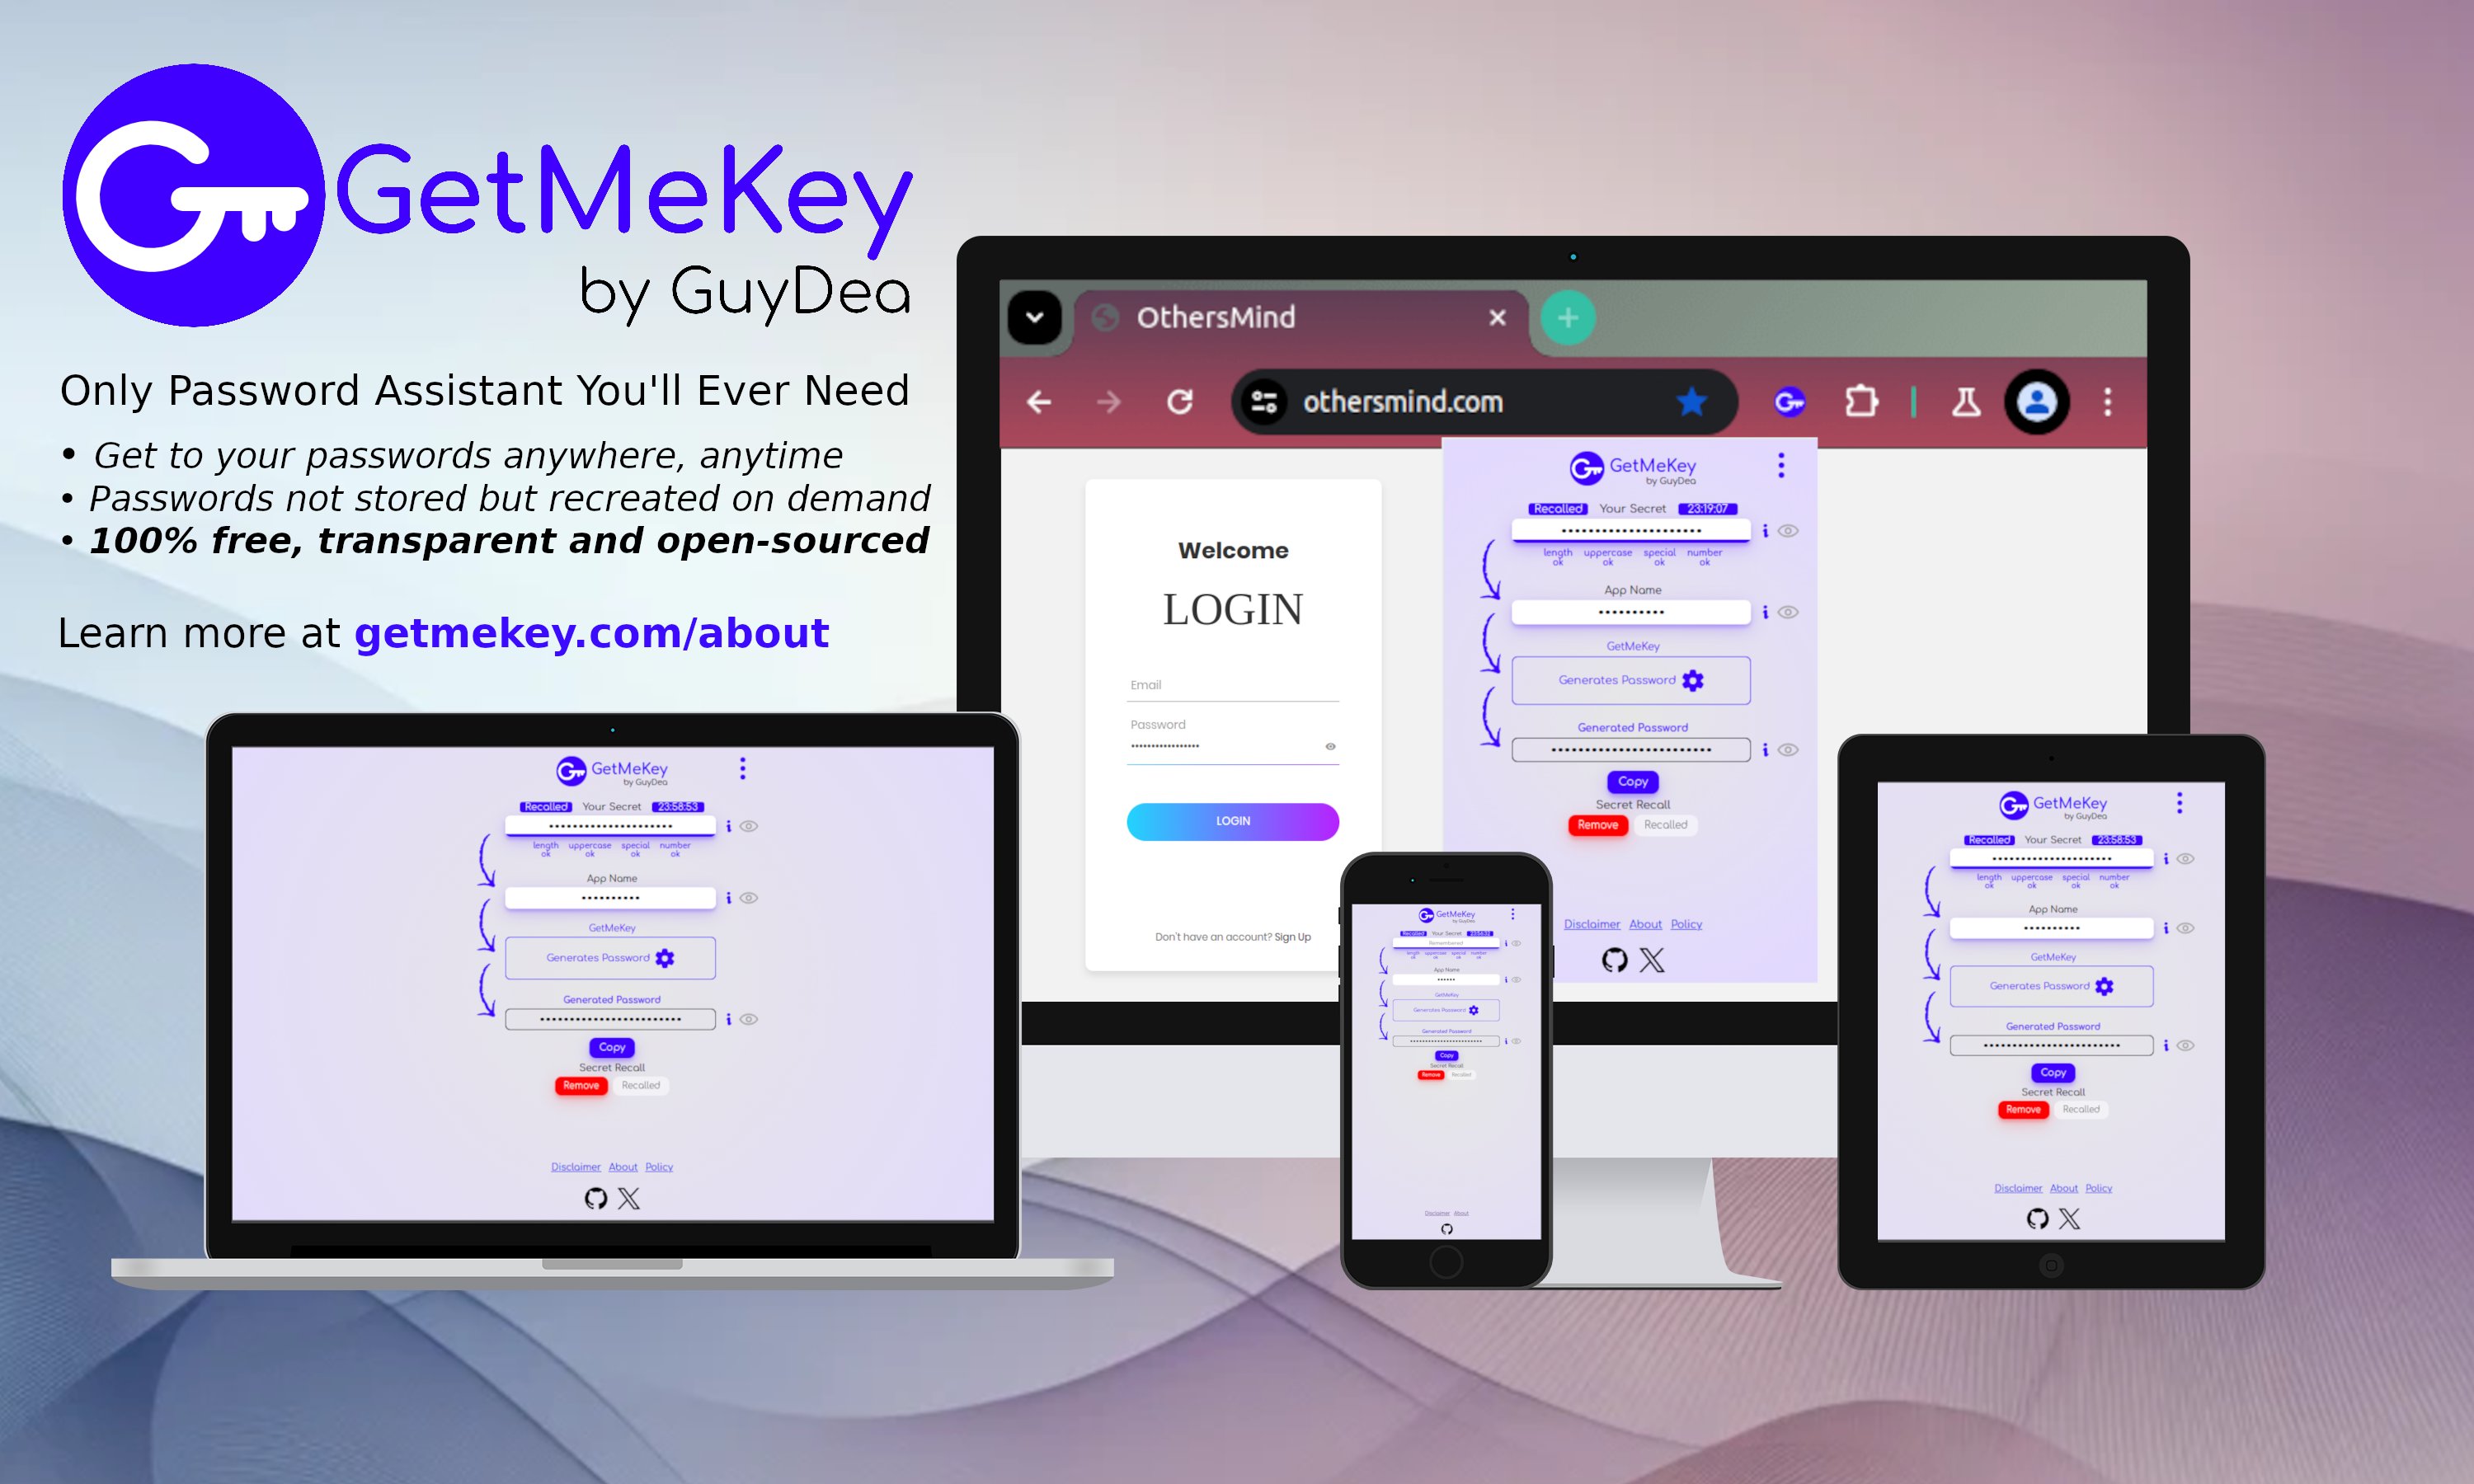 GetMeKey
by GuyDea
Only Password Assistant You'll Ever Need
• Get to your passwords anywhere, anytime
• Passwords not stored but recreated on demand
• 100% free, transparent and open-sourced
Learn more at getmekey.com/about
OthersMind
othersmind.com
Welcome
LOGIN
Email
Password
LOGIN
Don't have an account? Sign Up
GetMeKey
by GuyDea
Recalled Your Secret 23:19:07
length uppercase special number
ok ok ok ok
App Name
GetMeKey
Generates Password
Generated Password
Copy
Secret Recall
Remove Recalled
Disclaimer About Policy
GetMeKey
by GuyDea
Recalled Your Secret 23:58:53
length uppercase special number
ok ok ok ok
App Name
GetMeKey
Generates Password
Generated Password
Copy
Secret Recall
Remove Recalled
Disclaimer About Policy
GetMeKey
by GuyDea
Recalled Your Secret
Remembered
length uppercase special number
ok ok ok ok
App Name
GetMeKey
Generates Password
Generated Password
Copy
Secret Recall
Remove Recalled
Disclaimer About
GetMeKey
by GuyDea
Recalled Your Secret 23:58:53
length uppercase special number
ok ok ok ok
App Name
GetMeKey
Generates Password
Generated Password
Copy
Secret Recall
Remove Recalled
Disclaimer About Policy